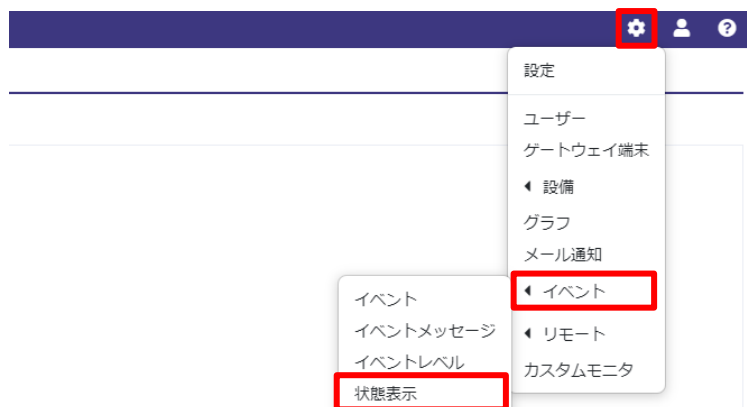 設定
ユーザー
ゲートウェイ端末
設備
グラフ
メール通知
イベント
リモート
カスタムモニタ
イベント
イベントメッセージ
イベントレベル
状態表示